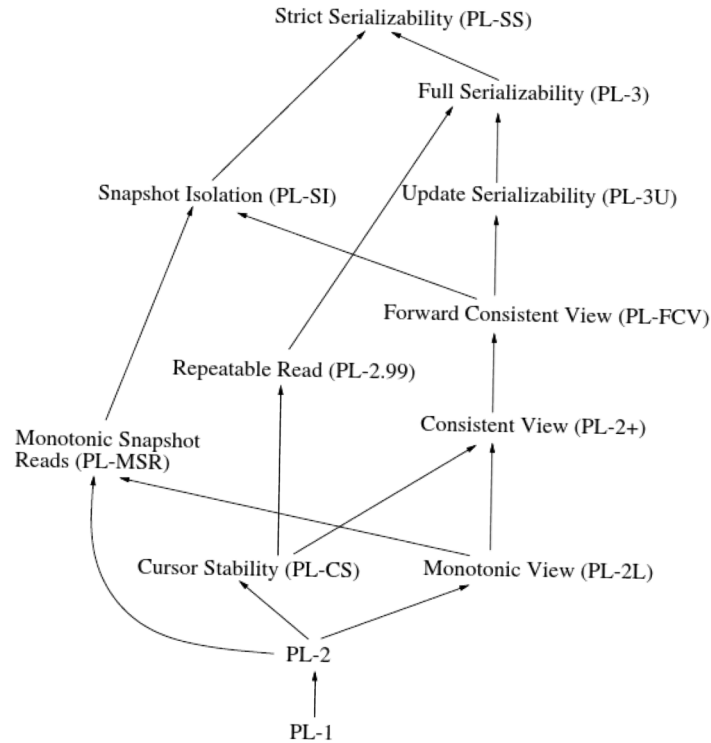 Strict Serializability (PL-SS)
Full Serializability (PL-3)
Snapshot Isolation (PL-SI)
Update Serializability (PL-3U)
Forward Consistent View (PL-FCV)
Repeatable Read (PL-2.99)
Consistent View (PL-2+)
Monotonic Snapshot
Reads (PL-MSR)
Cursor Stability (PL-CS)
Monotonic View (PL-2L)
PL-2
PL-1